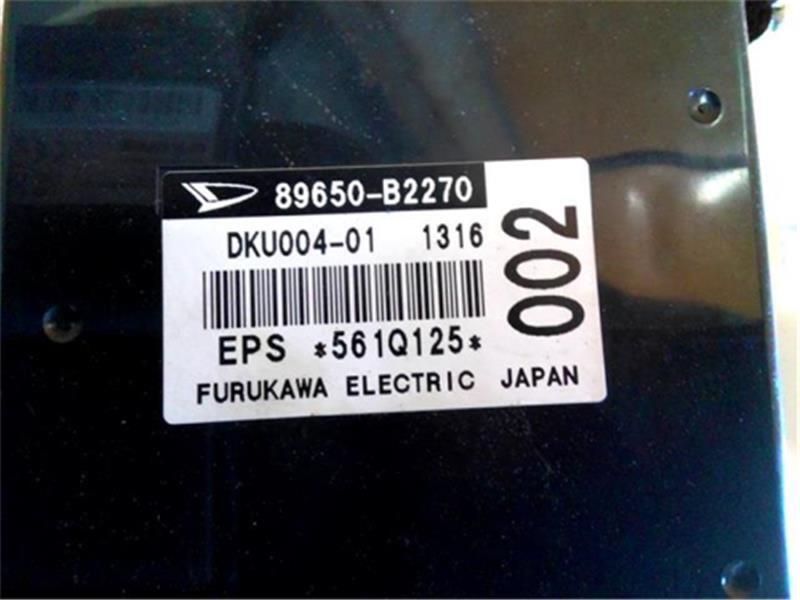 89650-B2270
DKU004-01 1316
EPS *561Q125*
FURUKAWA ELECTRIC JAPAN
002